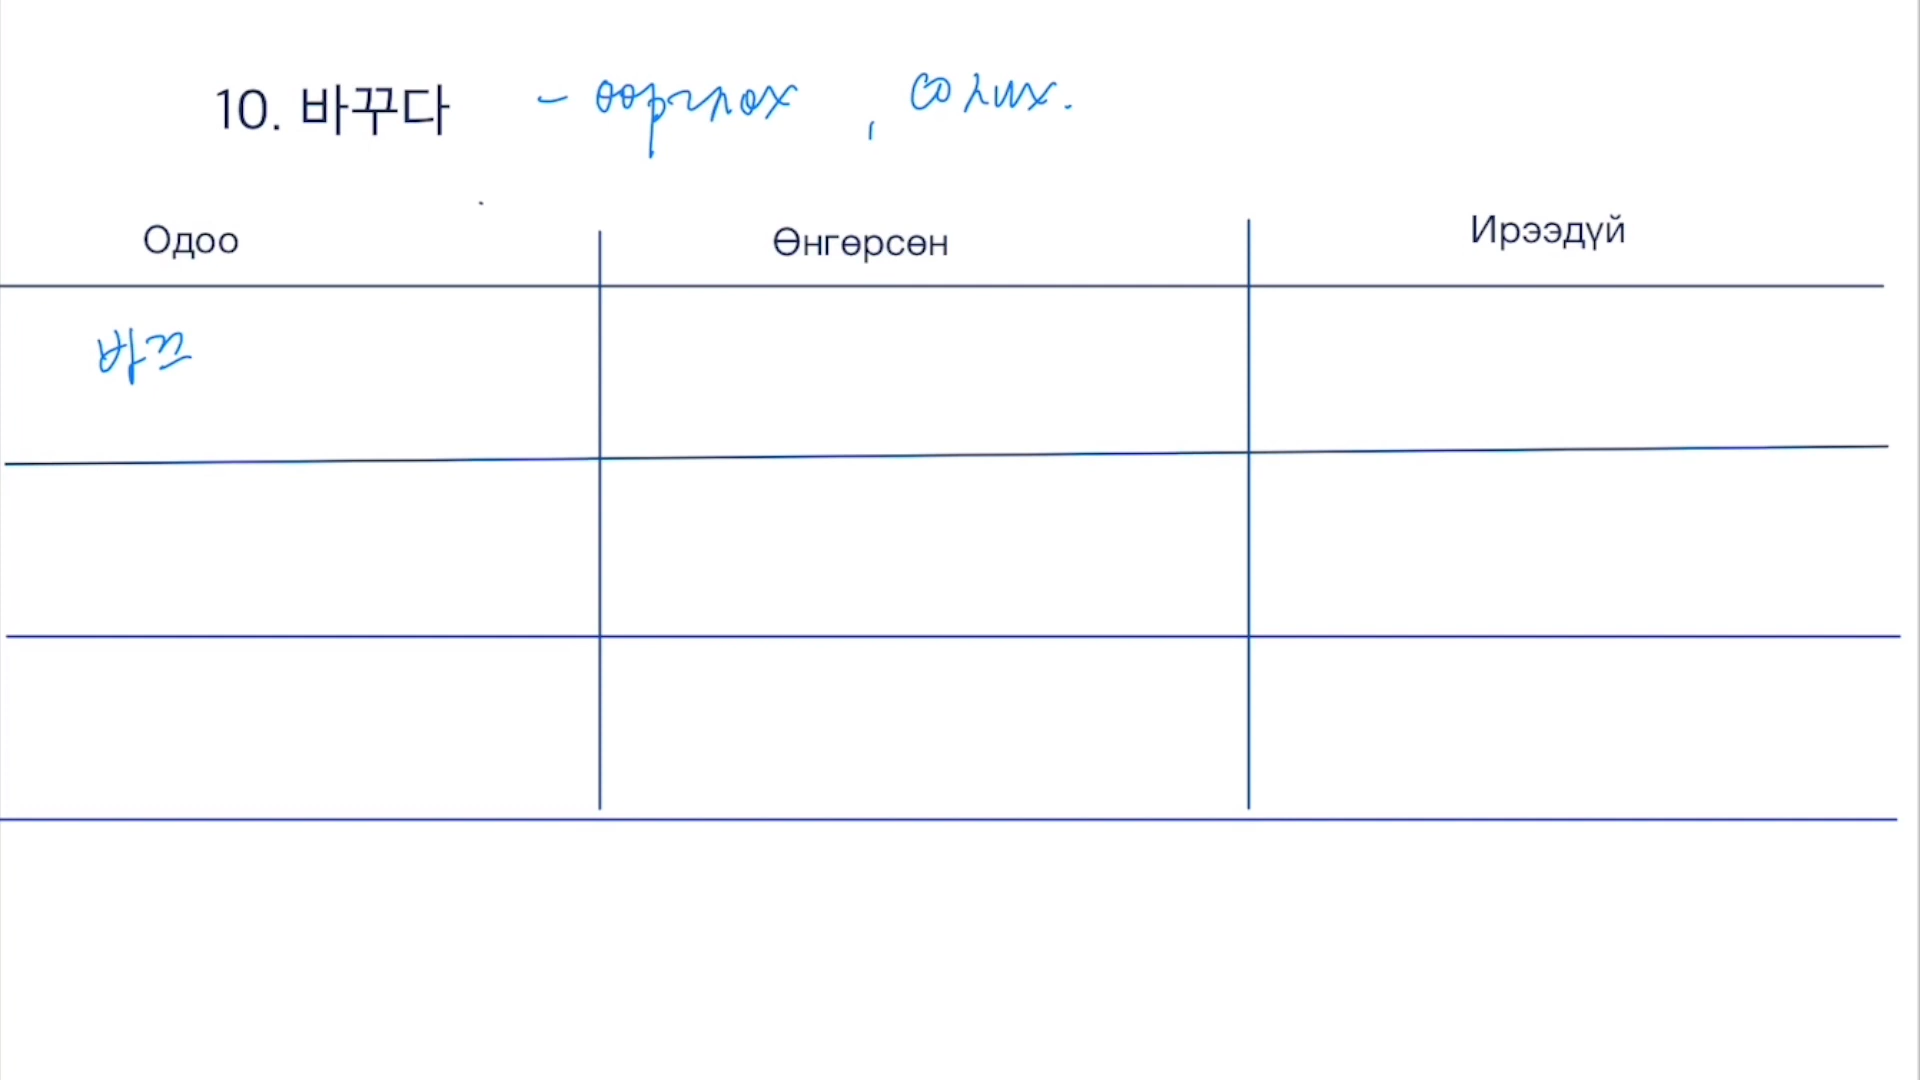 10. 바꾸다 - өөрчлөх, солих.
Одоо Өнгөрсөн Ирээдүй
바끄